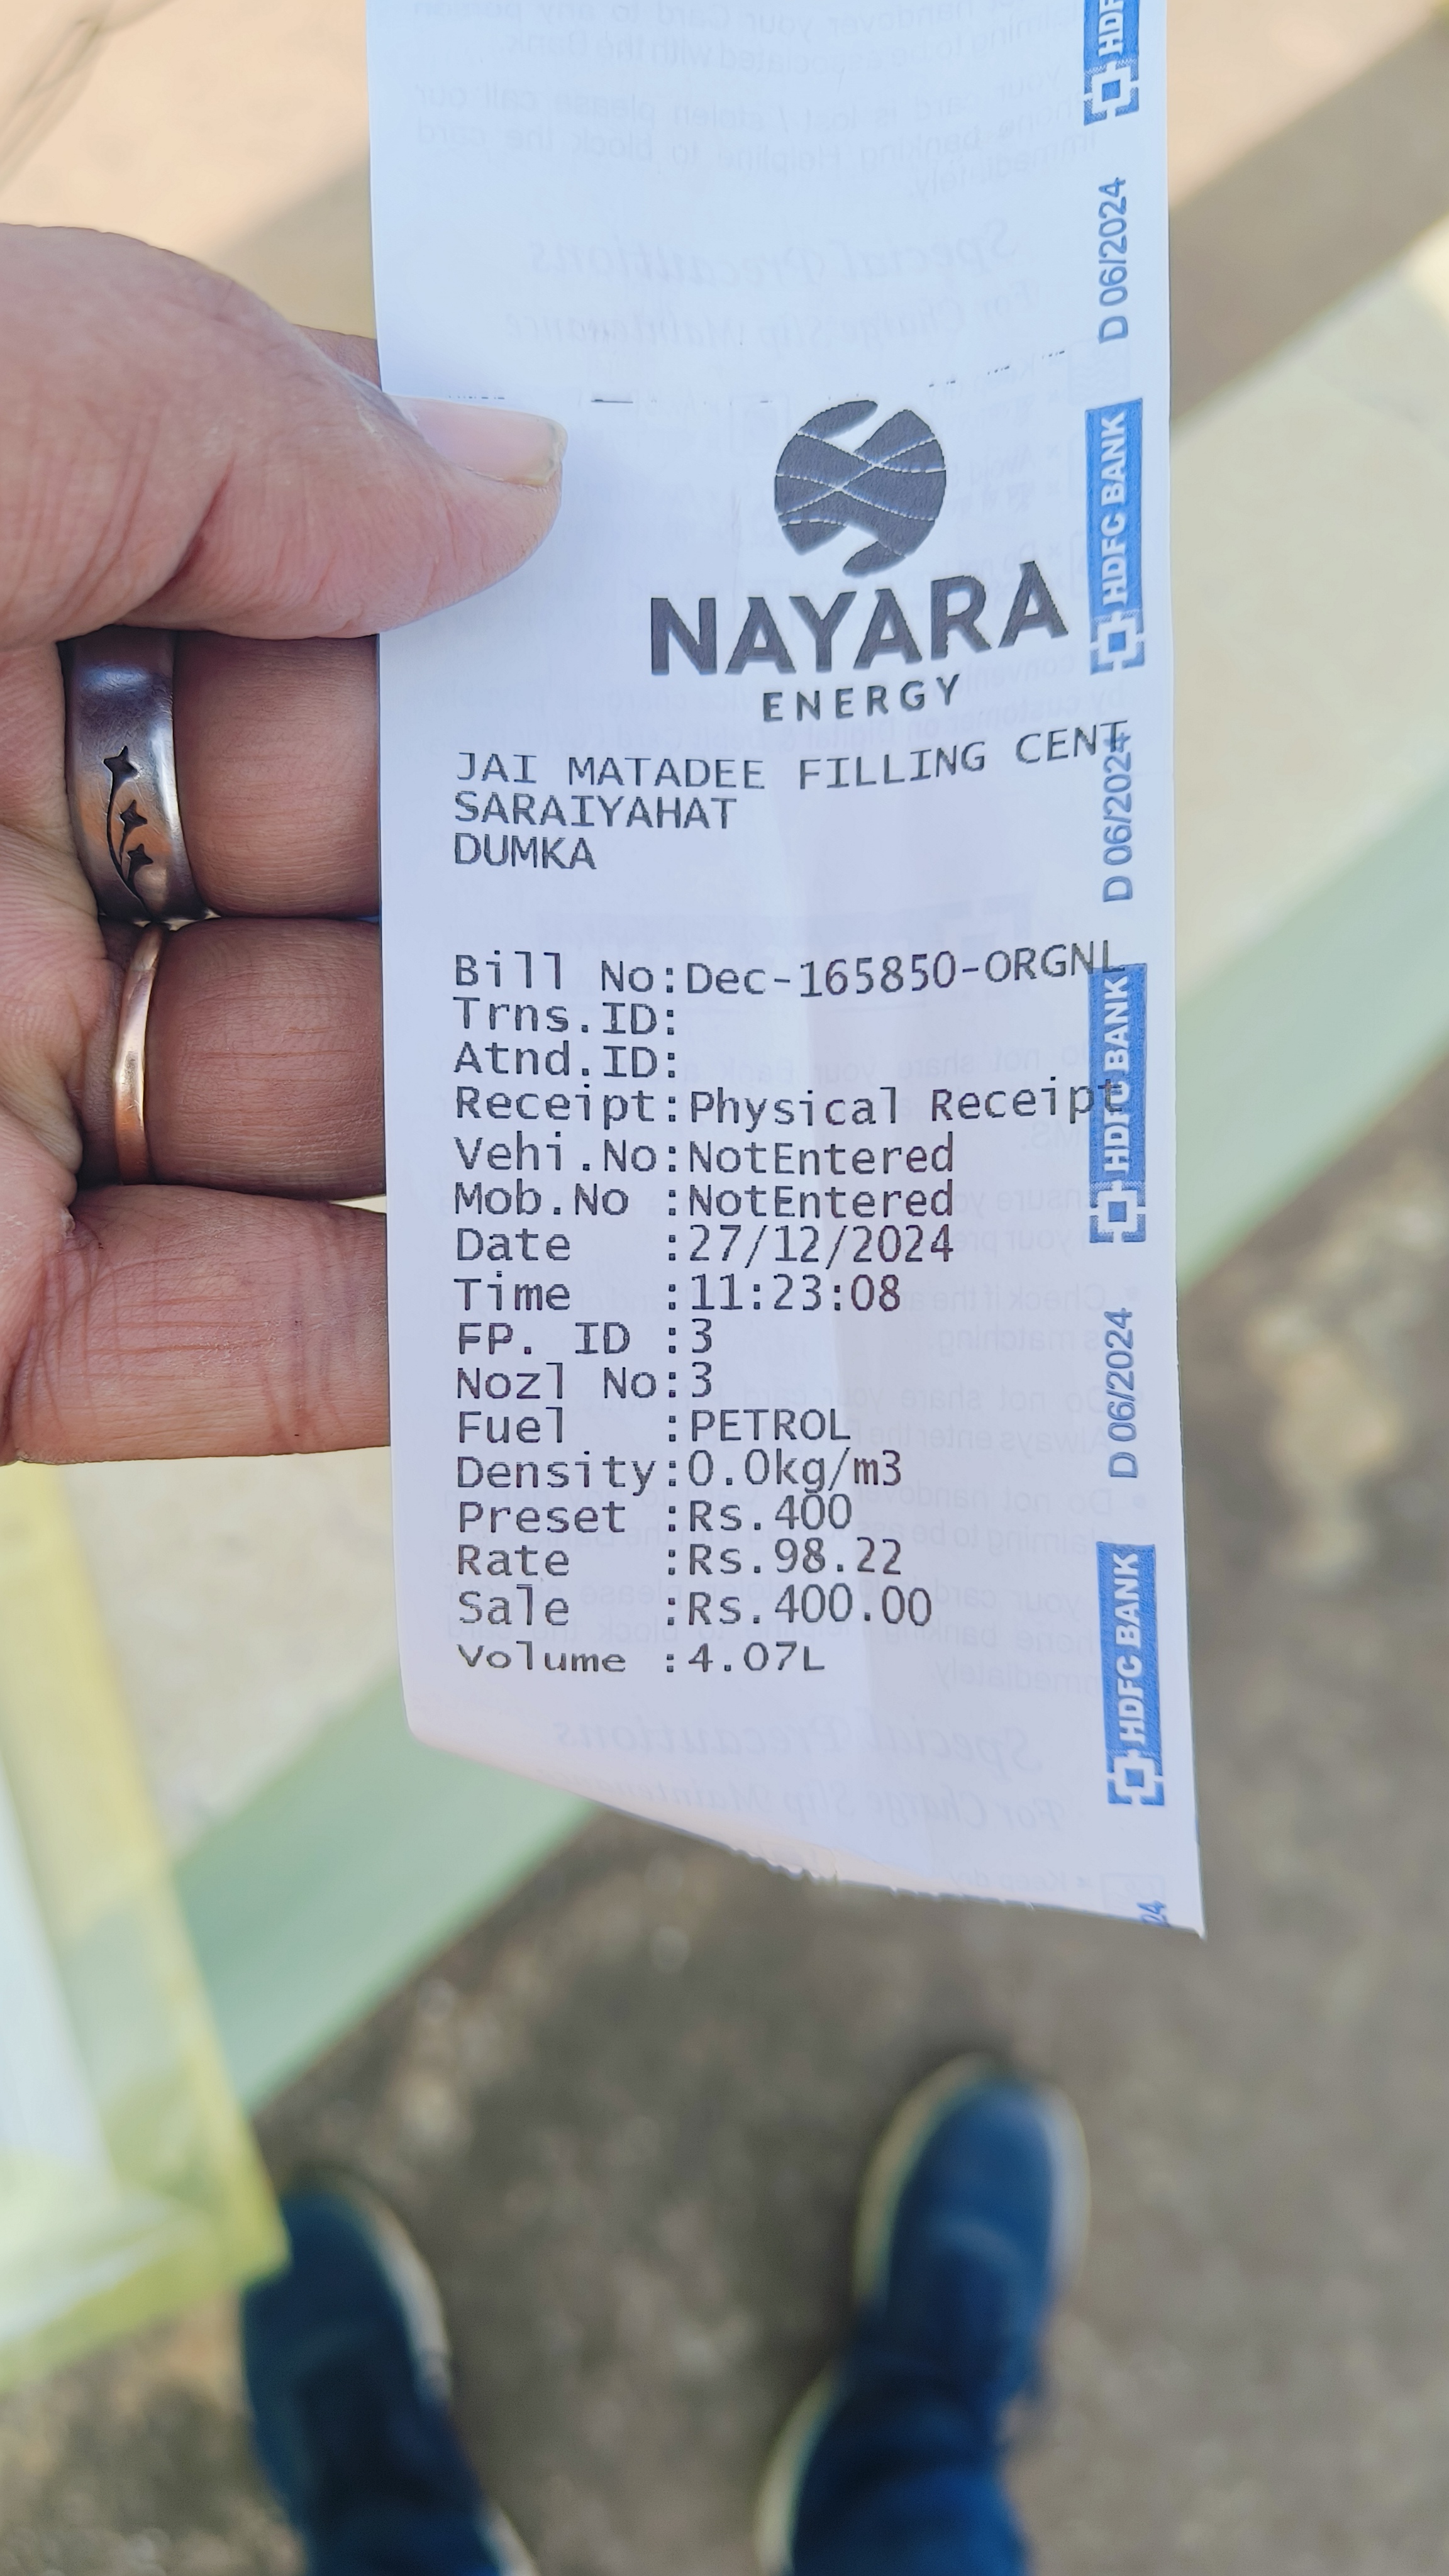 NAYARA
ENERGY
JAI MATADEE FILLING CENT
SARAIYAHAT
DUMKA
Bill No:Dec-165850-ORGNL
Trns.ID:
Atnd.ID:
Receipt:Physical Receipt
Vehi.No:NotEntered
Mob.No :NotEntered
Date :27/12/2024
Time :11:23:08
FP. ID :3
Nozl No:3
Fuel :PETROL
Density:0.0kg/m3
Preset :Rs.400
Rate :Rs.98.22
Sale :Rs.400.00
Volume :4.07L
HDF
D 06/2024
HDFC BANK
D 06/2024
HDFC BANK
D 06/2024
HDFC BANK
24